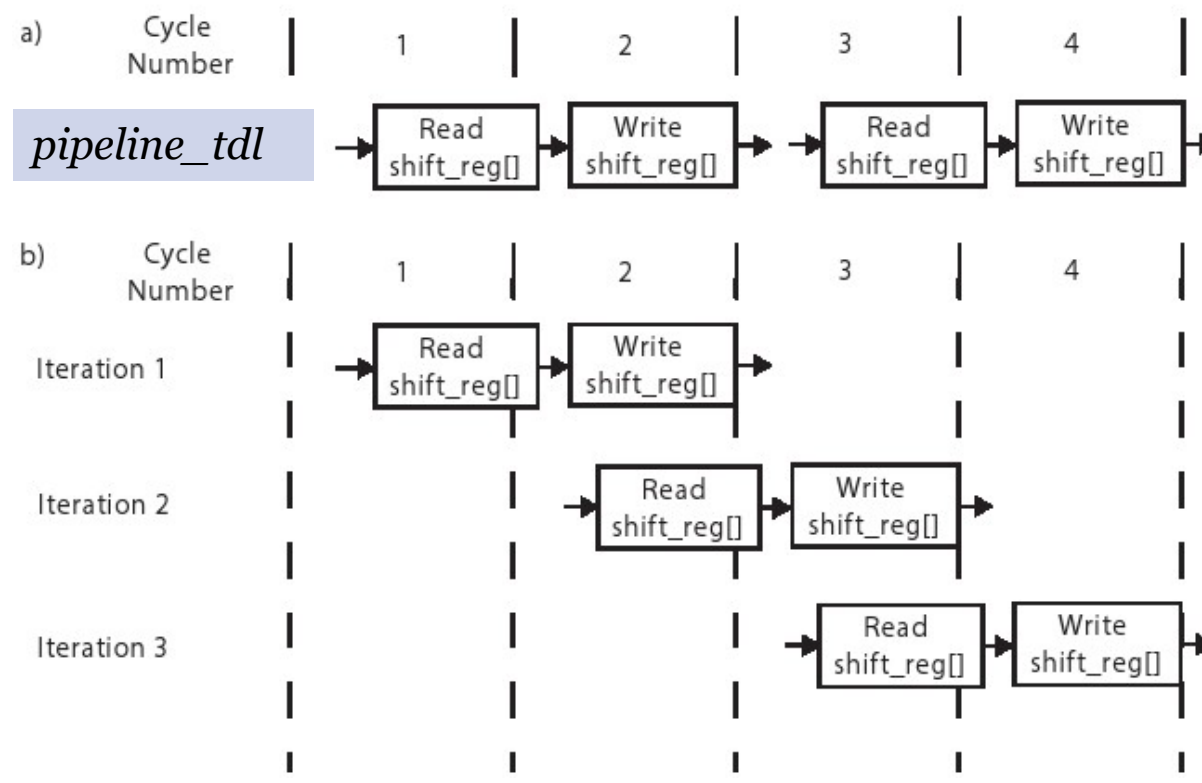 a) Cycle
Number
1 2 3 4
pipeline_tdl
Read
shift_reg[]
Write
shift_reg[]
Read
shift_reg[]
Write
shift_reg[]
b) Cycle
Number
1 2 3 4
Iteration 1
Read
shift_reg[]
Write
shift_reg[]
Iteration 2
Read
shift_reg[]
Write
shift_reg[]
Iteration 3
Read
shift_reg[]
Write
shift_reg[]